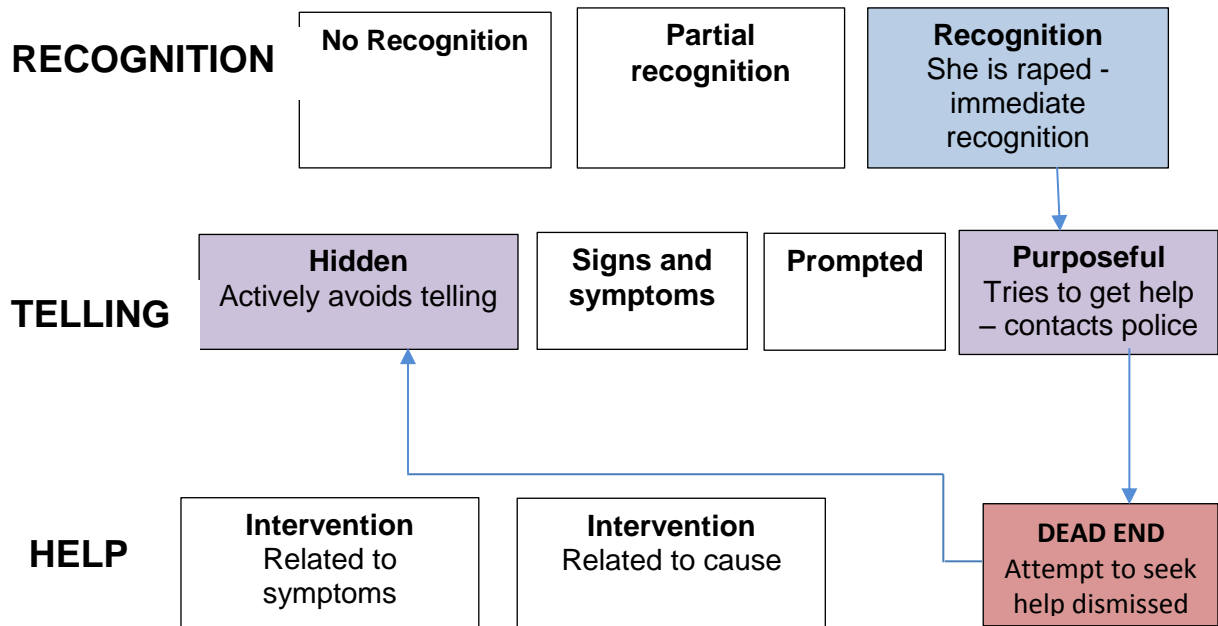 RECOGNITION
No Recognition
Partial
recognition
Recognition
She is raped -
immediate
recognition
TELLING
Hidden
Actively avoids telling
Signs and
symptoms
Prompted
Purposeful
Tries to get help
– contacts police
HELP
Intervention
Related to
symptoms
Intervention
Related to cause
DEAD END
Attempt to seek
help dismissed